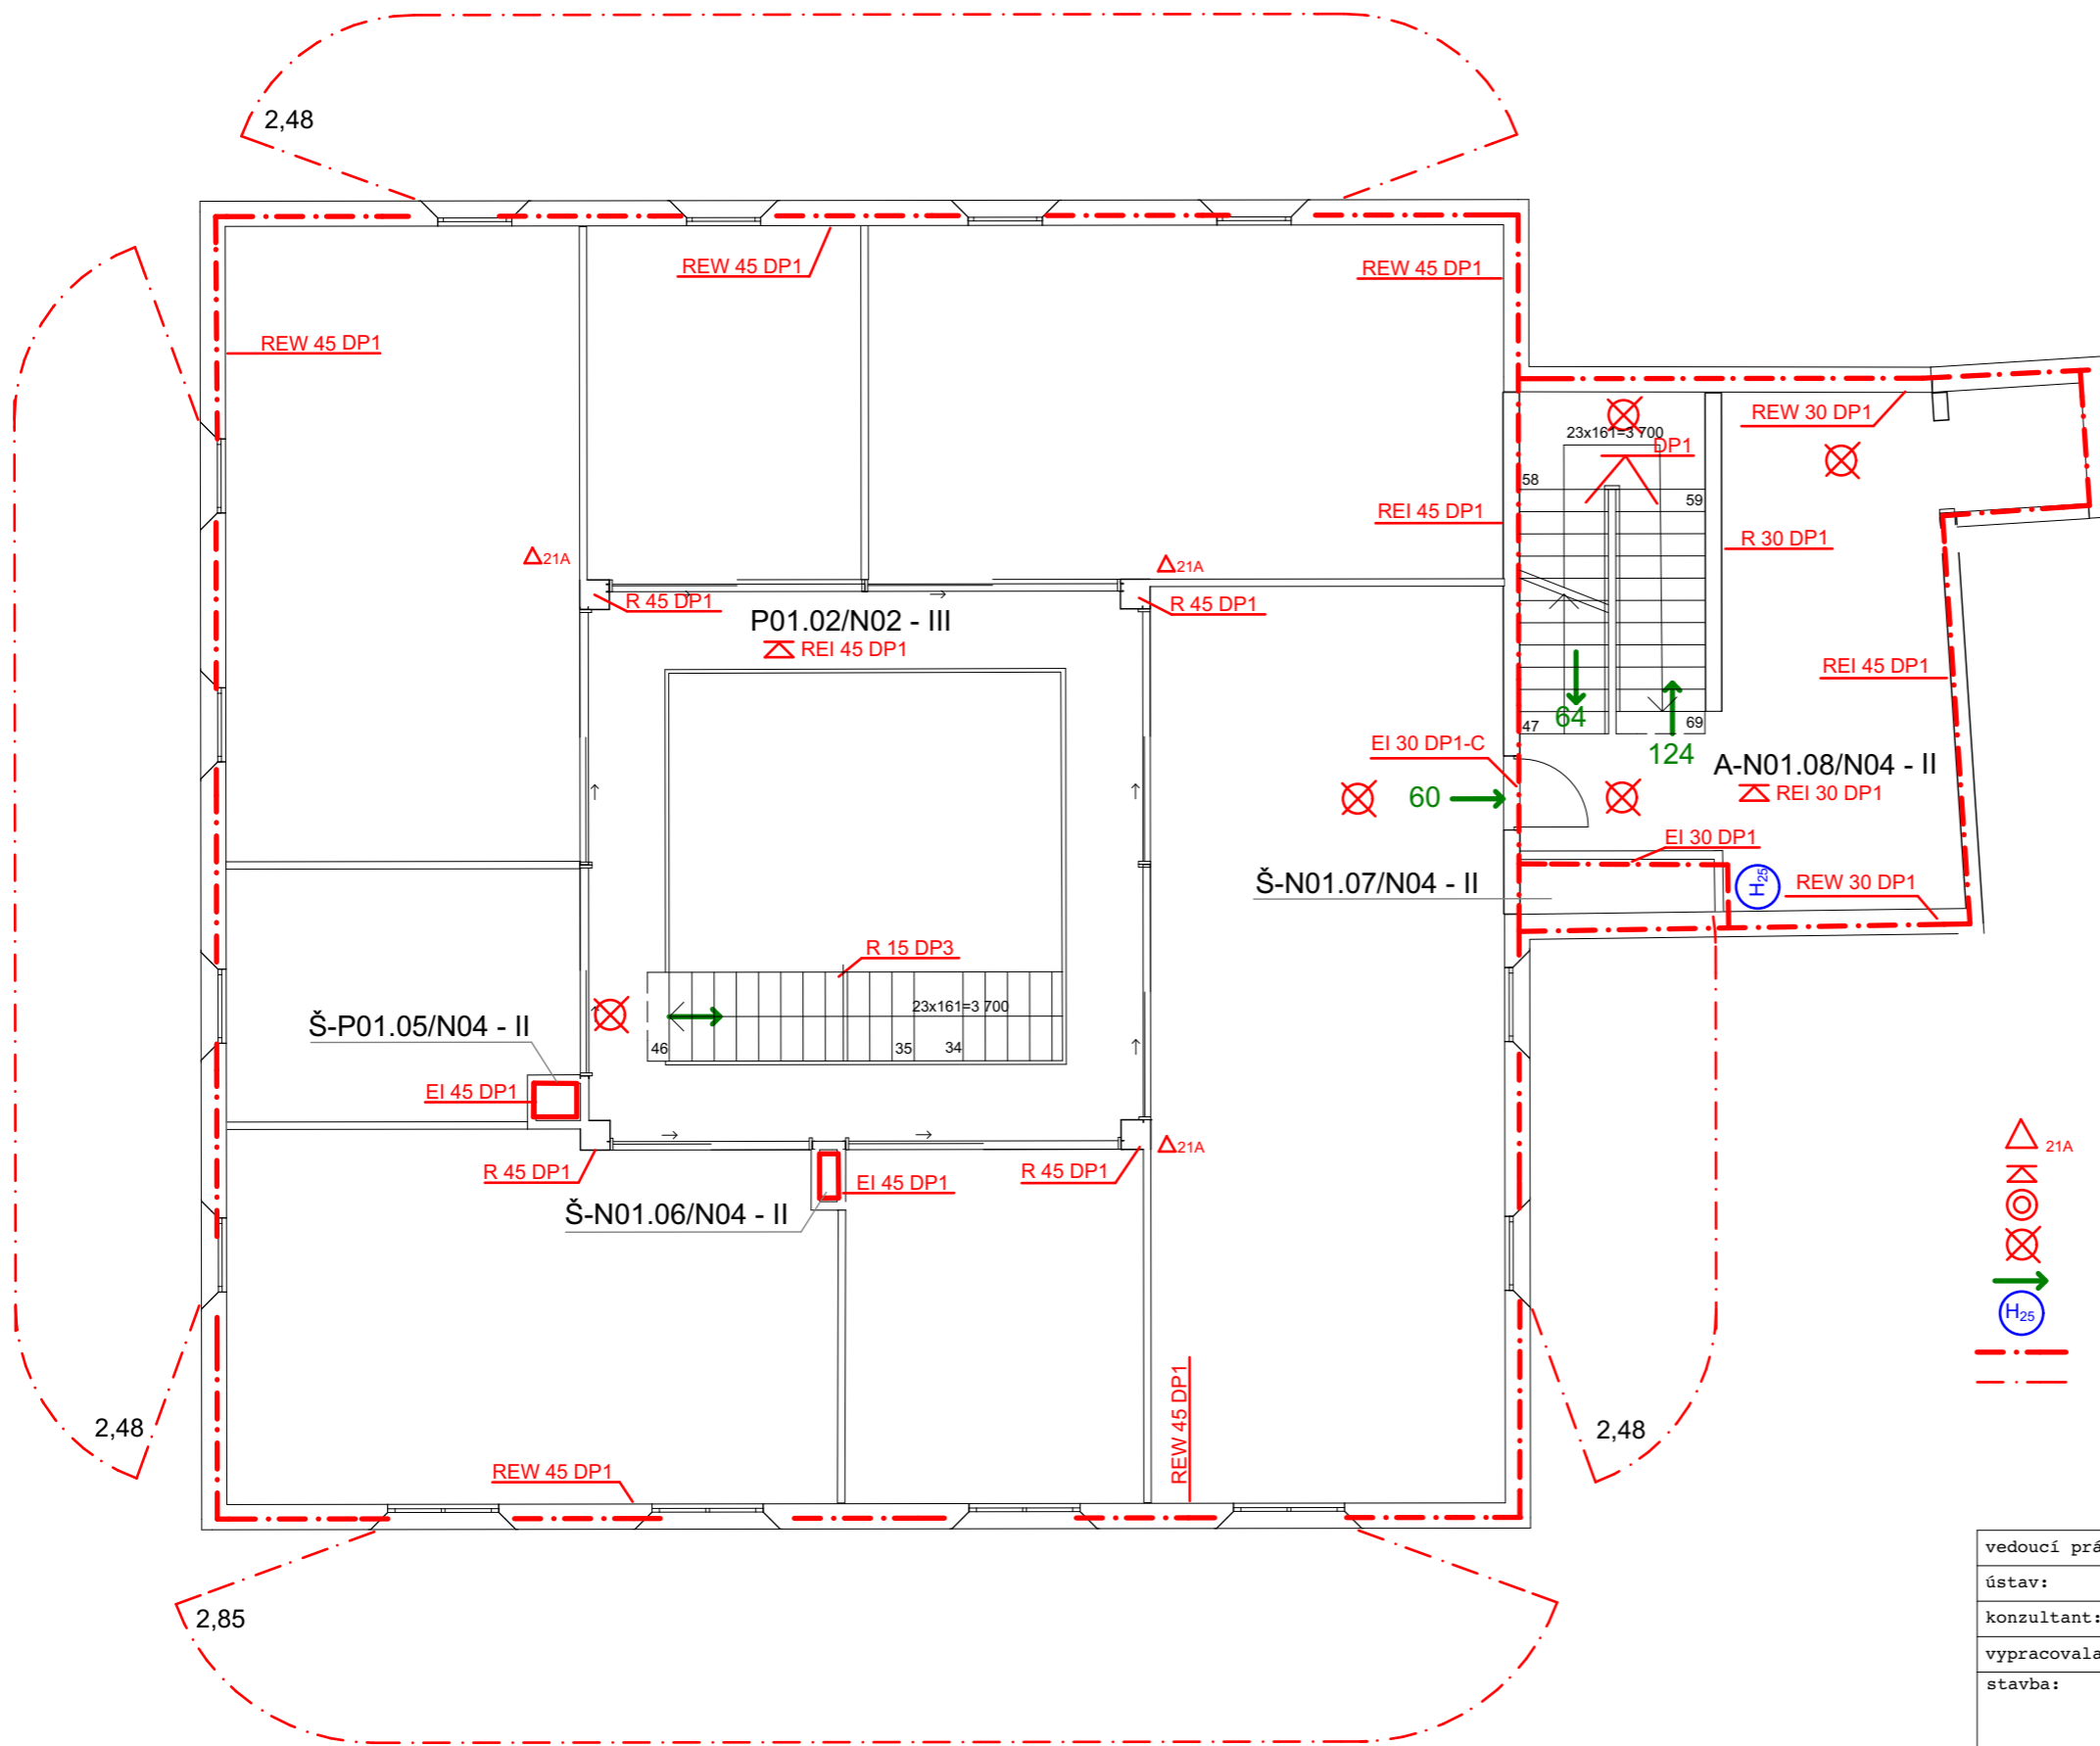 2,48
REW 45 DP1
REW 45 DP1
REW 45 DP1
REW 30 DP1
23x161=3 700
DP1
58
59
REI 45 DP1
R 30 DP1
21A
21A
R 45 DP1
R 45 DP1
P01.02/N02 - III
REI 45 DP1
REI 45 DP1
64
47
69
EI 30 DP1-C
124
A-N01.08/N04 - II
REI 30 DP1
60
EI 30 DP1
Š-N01.07/N04 - II
H25
REW 30 DP1
R 15 DP3
23x161=3 700
Š-P01.05/N04 - II
46
35
34
EI 45 DP1
21A
21A
R 45 DP1
EI 45 DP1
R 45 DP1
Š-N01.06/N04 - II
H25
2,48
REW 45 DP1
2,48
REW 45 DP1
2,85
vedoucí prá
ústav:
konzultant:
vypracovala
stavba: